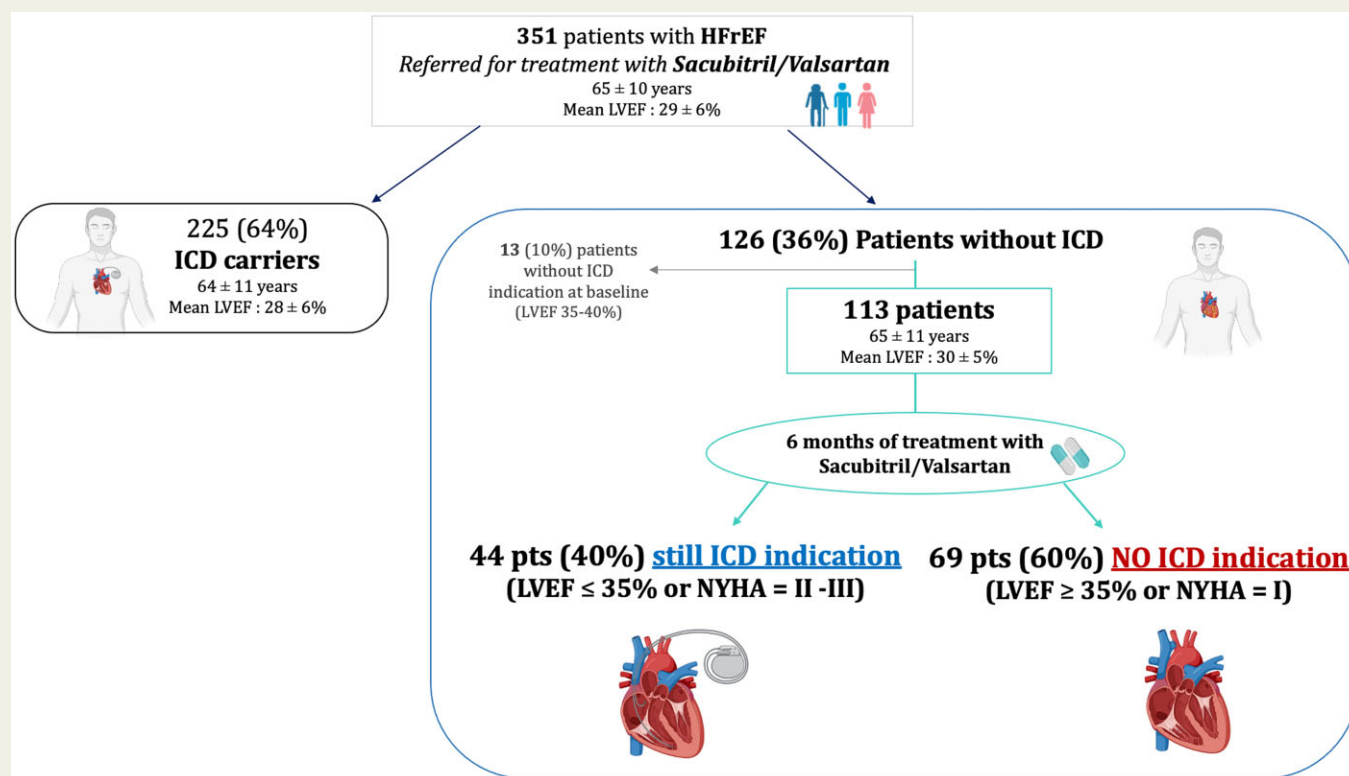 351 patients with HFrEF
Referred for treatment with Sacubitril/Valsartan
65 ± 10 years
Mean LVEF : 29 ± 6%
225 (64%)
ICD carriers
64 ± 11 years
Mean LVEF : 28 ± 6%
13 (10%) patients
without ICD
indication at baseline
(LVEF 35-40%)
126 (36%) Patients without ICD
113 patients
65 ± 11 years
Mean LVEF : 30 ± 5%
6 months of treatment with
Sacubitril/Valsartan
44 pts (40%) still ICD indication
(LVEF ≤ 35% or NYHA = II -III)
69 pts (60%) NO ICD indication
(LVEF ≥ 35% or NYHA = I)